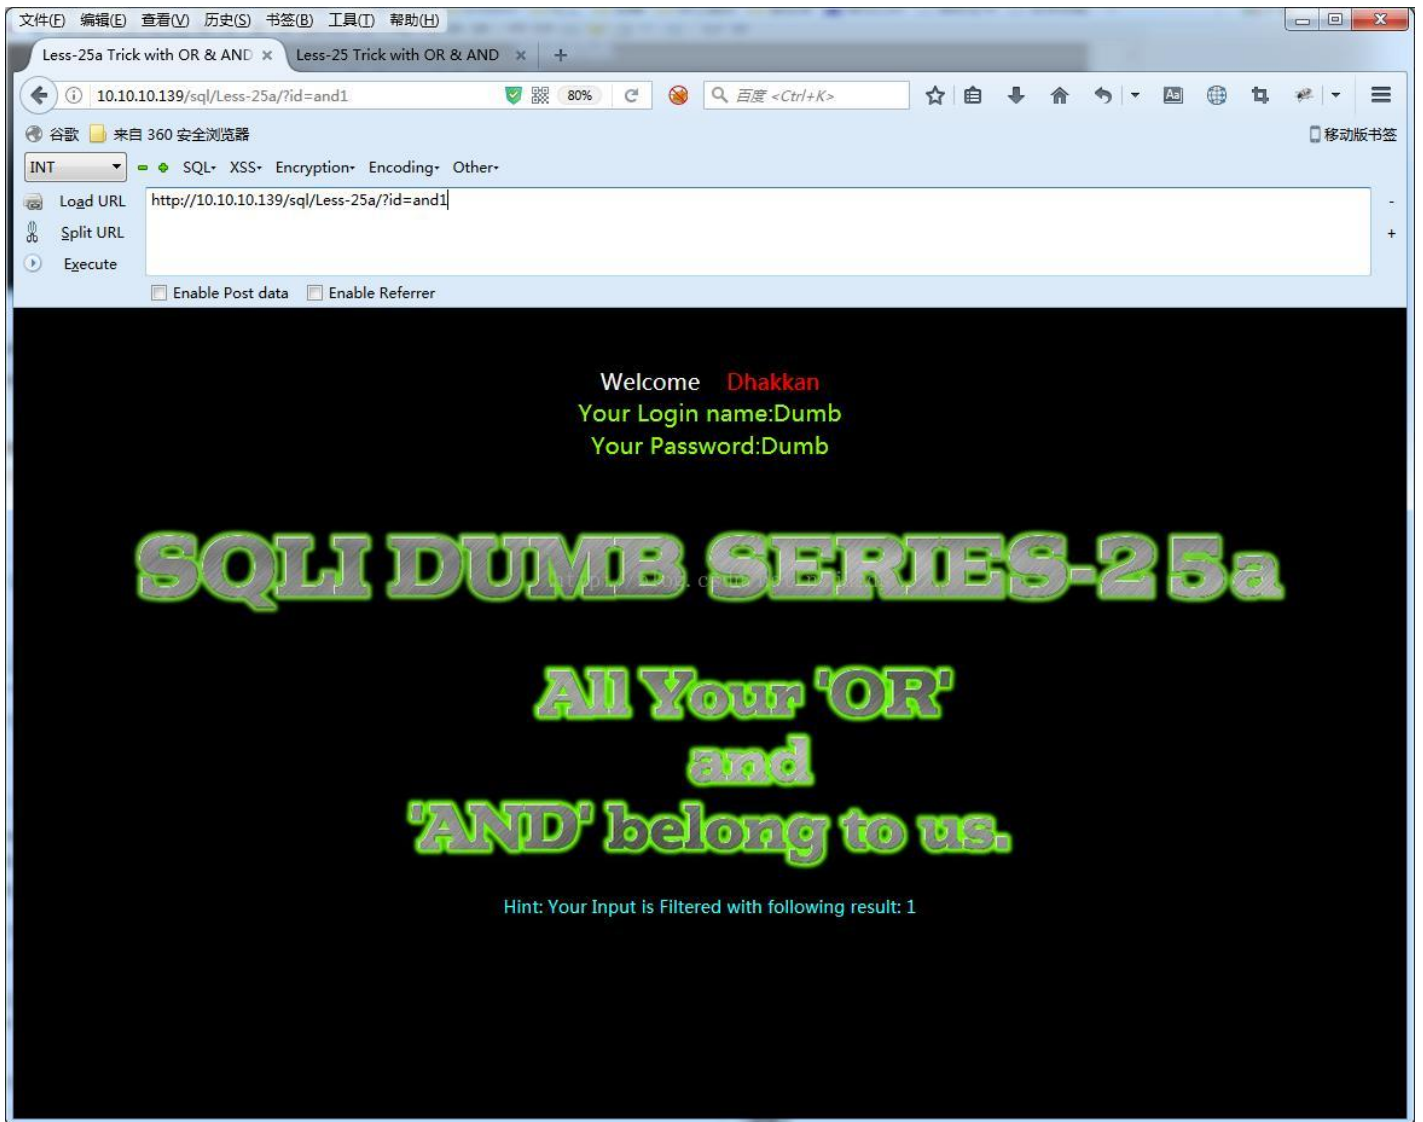 文件(F) 编辑(E) 查看(V) 历史(S) 书签(B) 工具(T) 帮助(H)
Less-25a Trick with OR & AND × Less-25 Trick with OR & AND × +
10.10.10.139/sql/Less-25a/?id=and1 80% 百度 <Ctrl+K>
谷歌 来自 360 安全浏览器 移动版书签
INT SQL XSS Encryption Encoding Other
Load URL http://10.10.10.139/sql/Less-25a/?id=and1 -
Split URL +
Execute
Enable Post data Enable Referrer
Welcome Dhakkan
Your Login name:Dumb
Your Password:Dumb
SQLI DUMB SERIES-25a
All Your 'OR'
and
'AND' belong to us.
Hint: Your Input is Filtered with following result: 1